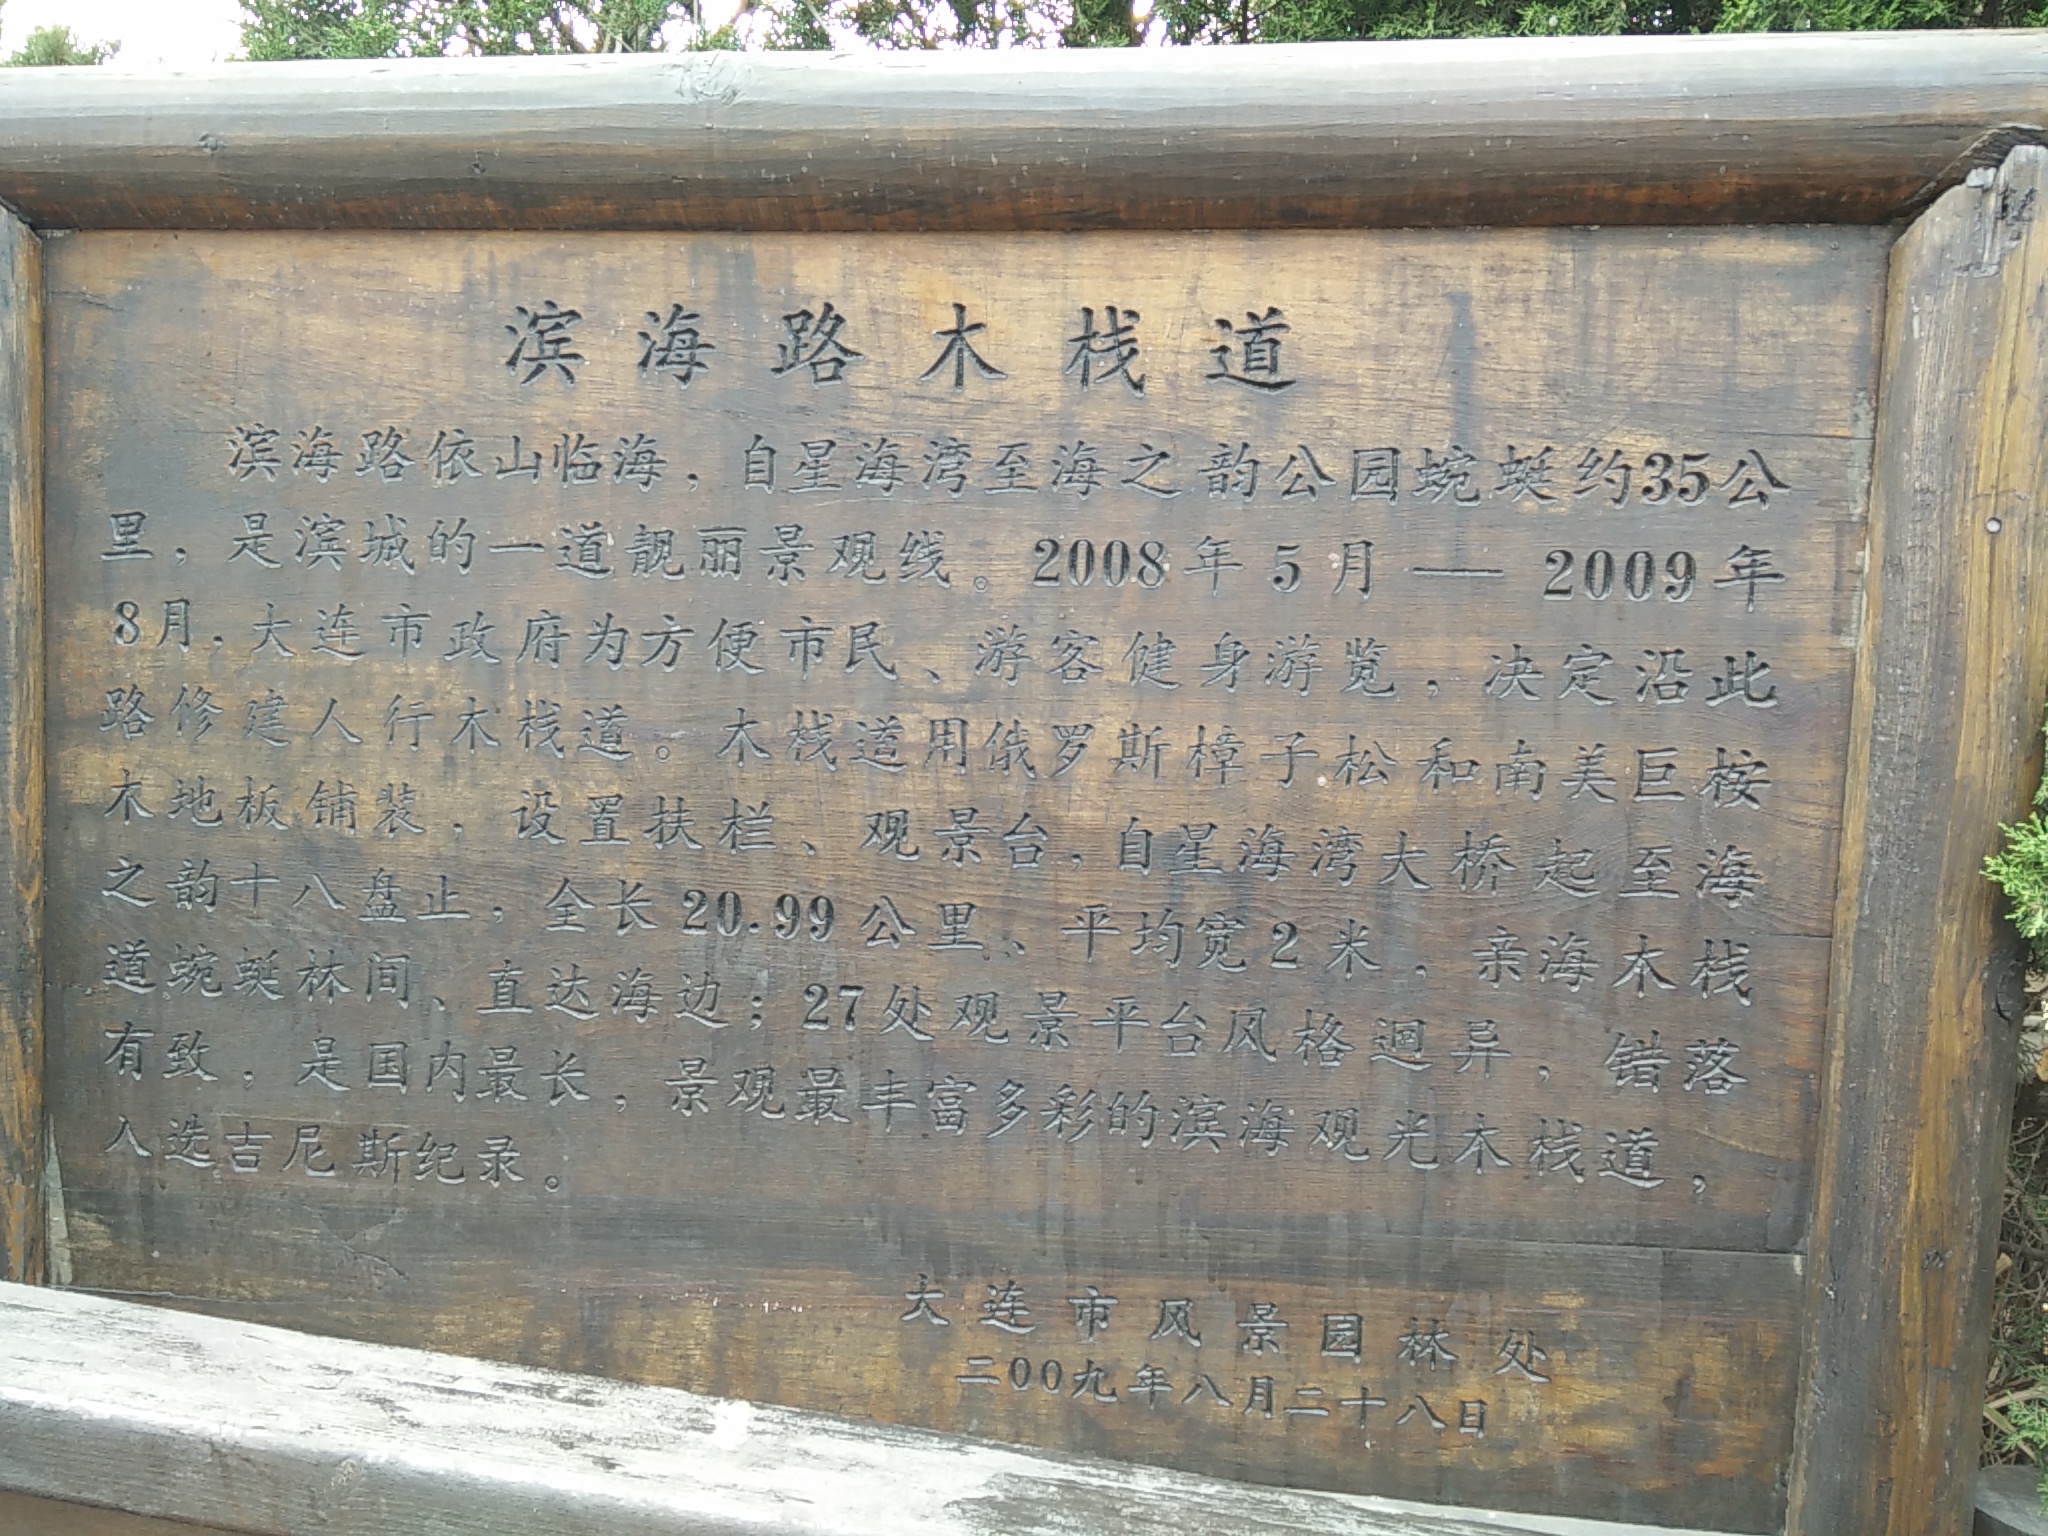 滨海路木栈道
滨海路依山临海，自星海湾至海之韵公园蜿蜒约35公
里，是滨城的一道靓丽景观线。2008年5月——2009年
8月，大连市政府为方便市民、游客健身游览，决定沿此
路修建人行木栈道。木栈道用俄罗斯樟子松和南美巨桉
木地板铺装，设置扶栏、观景台，自星海湾大桥起至海
之韵十八盘止，全长20.99公里、平均宽2米，亲海木栈
道蜿蜒林间、直达海边；27处观景平台风格迥异，错落
有致，是国内最长，景观最丰富多彩的滨海观光木栈道，
入选吉尼斯纪录。
大连市风景园林处
二00九年八月二十八日